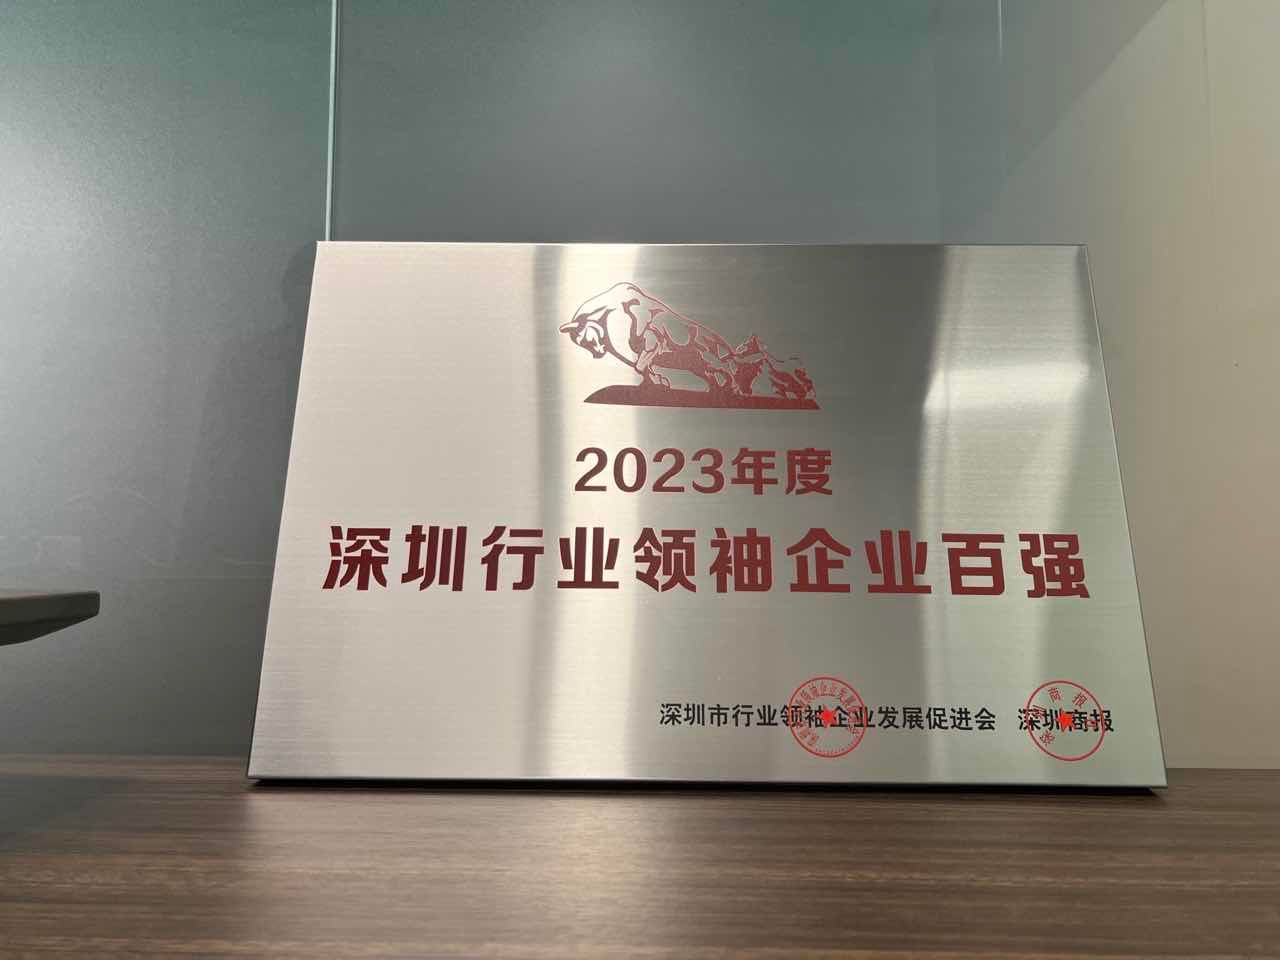 2023年度
深圳行业领袖企业百强
深圳市行业领袖企业发展促进会 深圳商报